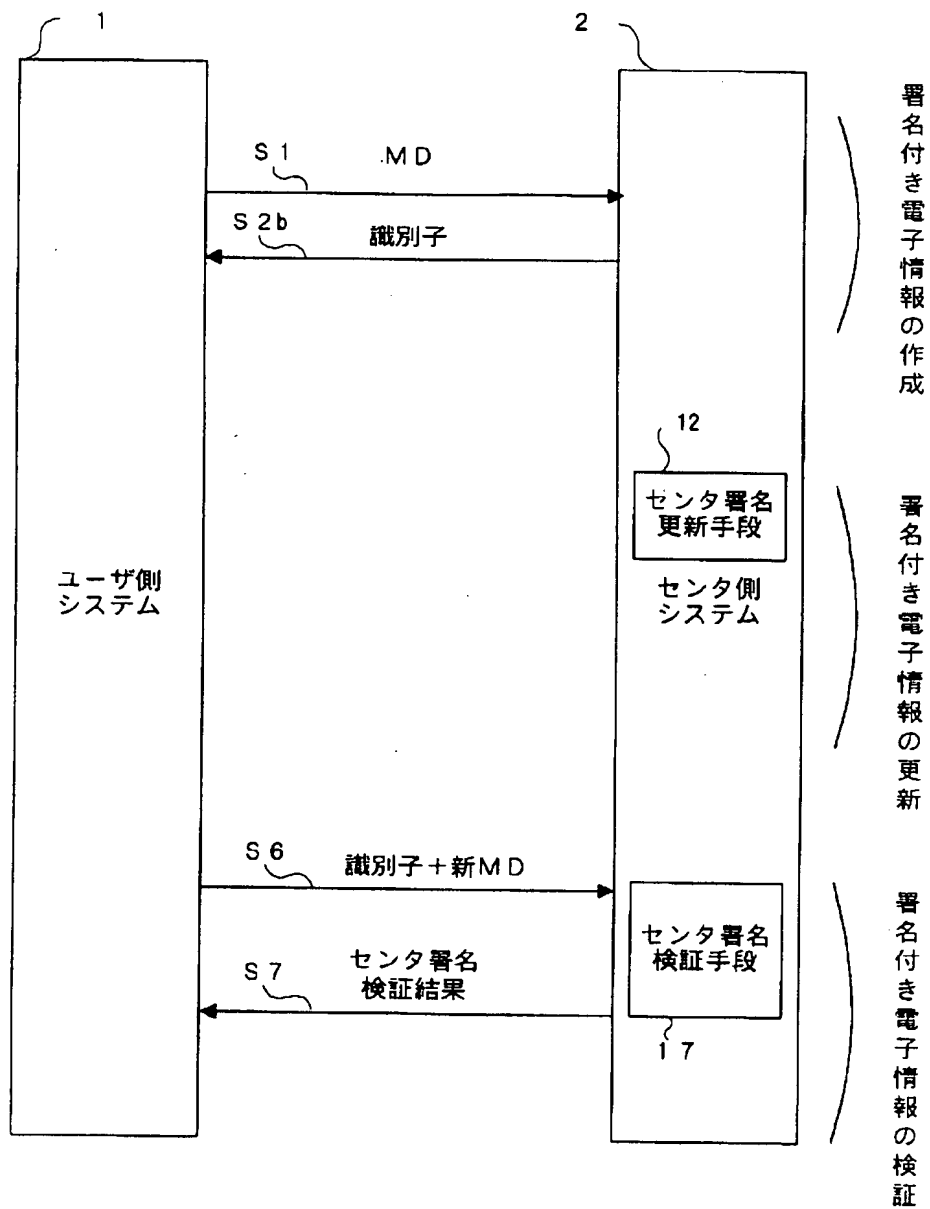 1
2
S1
MD
S2b
識別子
署名付き電子情報の作成
12
センタ署名
更新手段
ユーザ側
システム
センタ側
システム
署名付き電子情報の更新
S6
識別子+新MD
センタ署名
検証手段
S7
センタ署名
検証結果
17
署名付き電子情報の検証